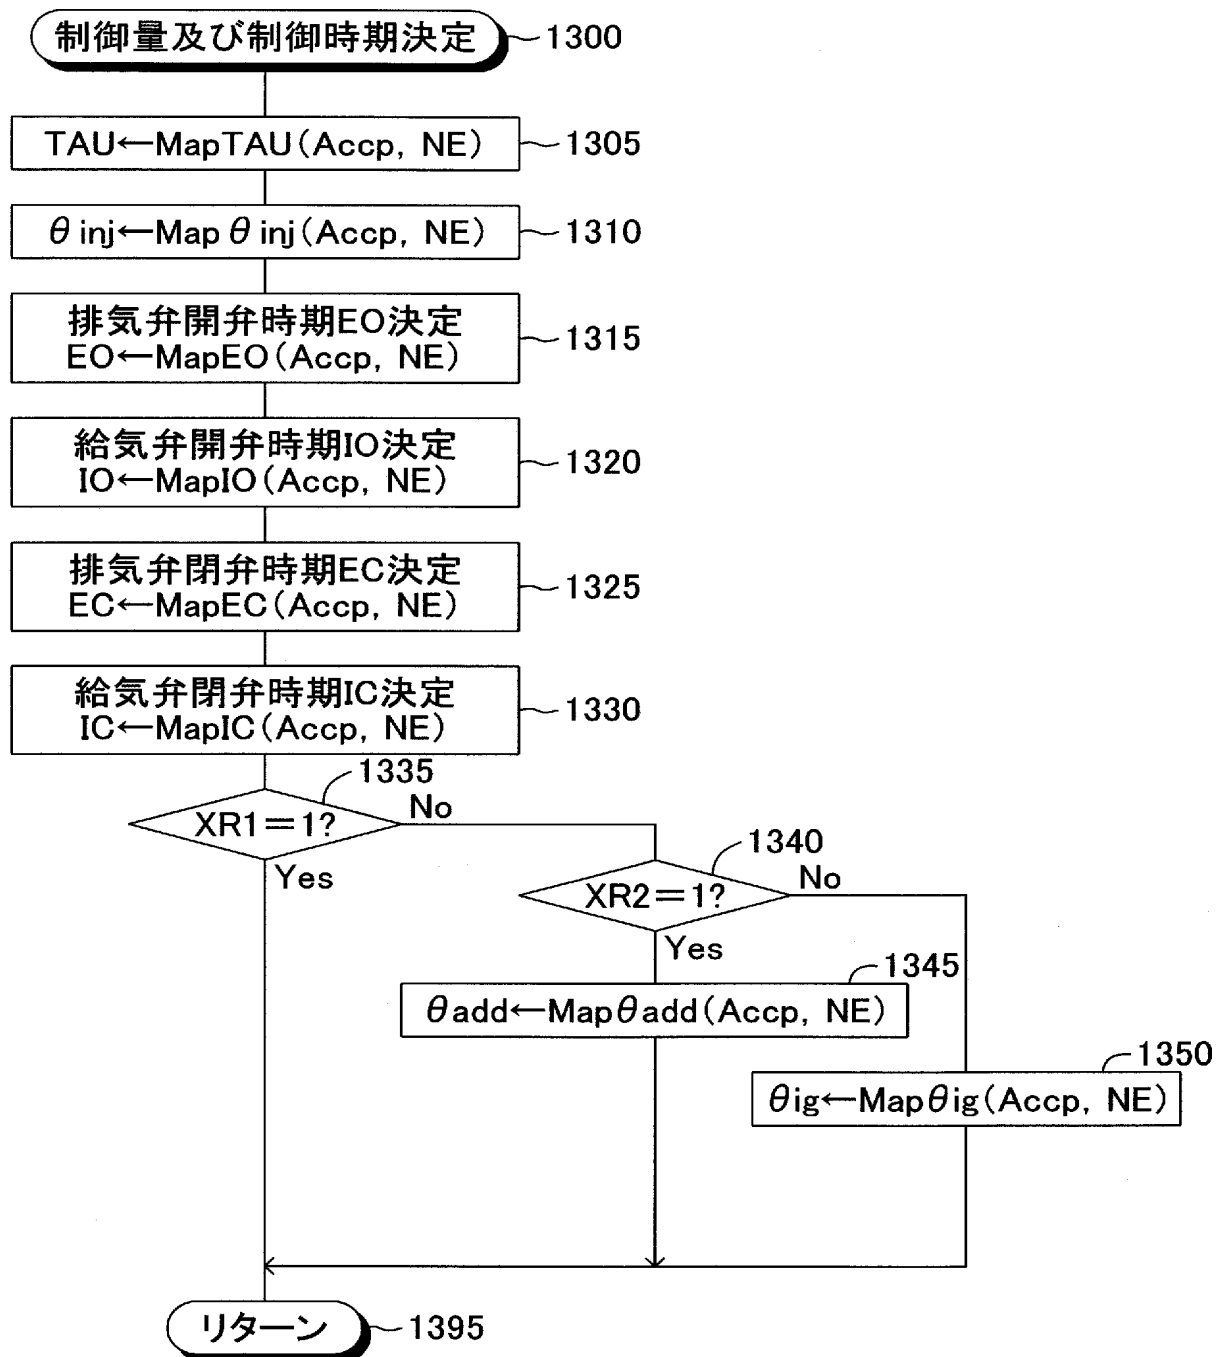 制御量及び制御時期決定
1300
TAU←MapTAU(Accp, NE)
1305
θinj←Mapθinj(Accp, NE)
1310
排気弁開弁時期EO決定
EO←MapEO(Accp, NE)
1315
給気弁開弁時期IO決定
IO←MapIO(Accp, NE)
1320
排気弁閉弁時期EC決定
EC←MapEC(Accp, NE)
1325
給気弁閉弁時期IC決定
IC←MapIC(Accp, NE)
1330
1335
XR1=1?
No
Yes
1340
XR2=1?
No
Yes
1345
θadd←Mapθadd(Accp, NE)
1350
θig←Mapθig(Accp, NE)
リターン
1395